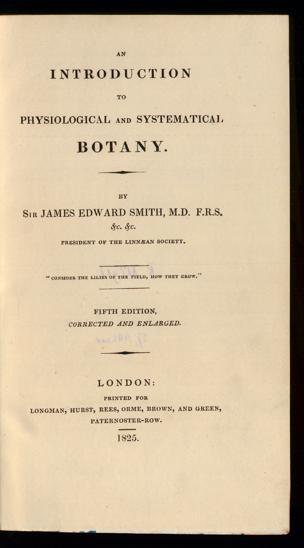 AN
INTRODUCTION
TO
PHYSIOLOGICAL AND SYSTEMATICAL
BOTANY.
BY
SIR JAMES EDWARD SMITH, M.D. F.R.S.
&c. &c.
PRESIDENT OF THE LINNÆAN SOCIETY.
"CONSIDER THE LILIES OF THE FIELD, HOW THEY GROW."
FIFTH EDITION,
CORRECTED AND ENLARGED.
LONDON:
PRINTED FOR
LONGMAN, HURST, REES, ORME, BROWN, AND GREEN,
PATERNOSTER-ROW.
1825.